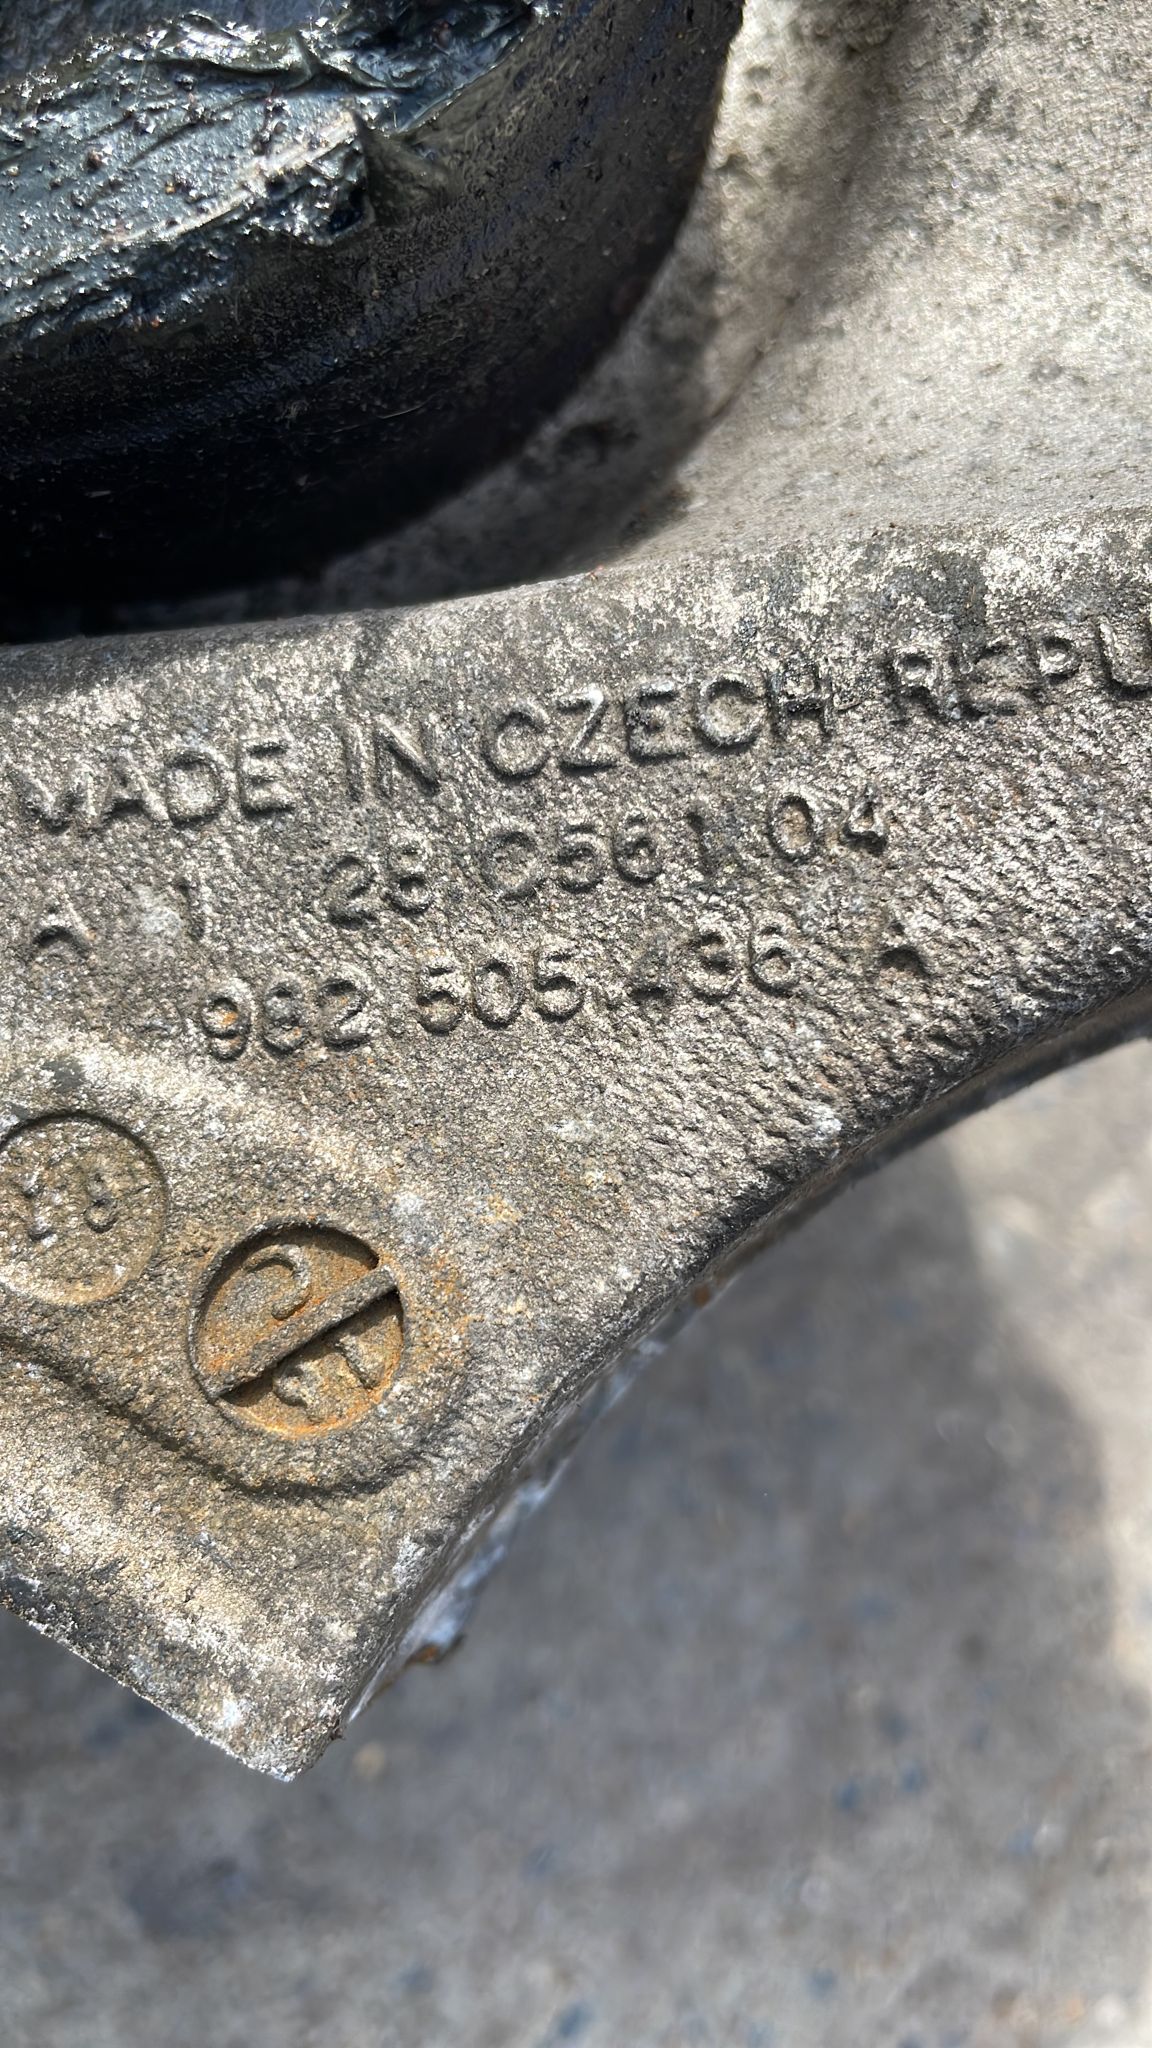 MADE IN CZECH REPU
A 1 28 0561 04
982.505.436 A